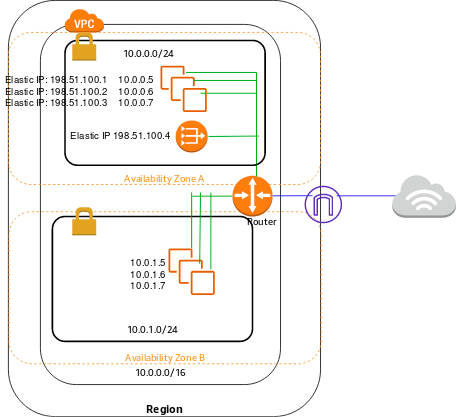 VPC
10.0.0.0/24
Elastic IP: 198.51.100.1 10.0.0.5
Elastic IP: 198.51.100.2 10.0.0.6
Elastic IP: 198.51.100.3 10.0.0.7
Elastic IP 198.51.100.4
Availability Zone A
Router
10.0.1.5
10.0.1.6
10.0.1.7
10.0.1.0/24
Availability Zone B
10.0.0.0/16
Region